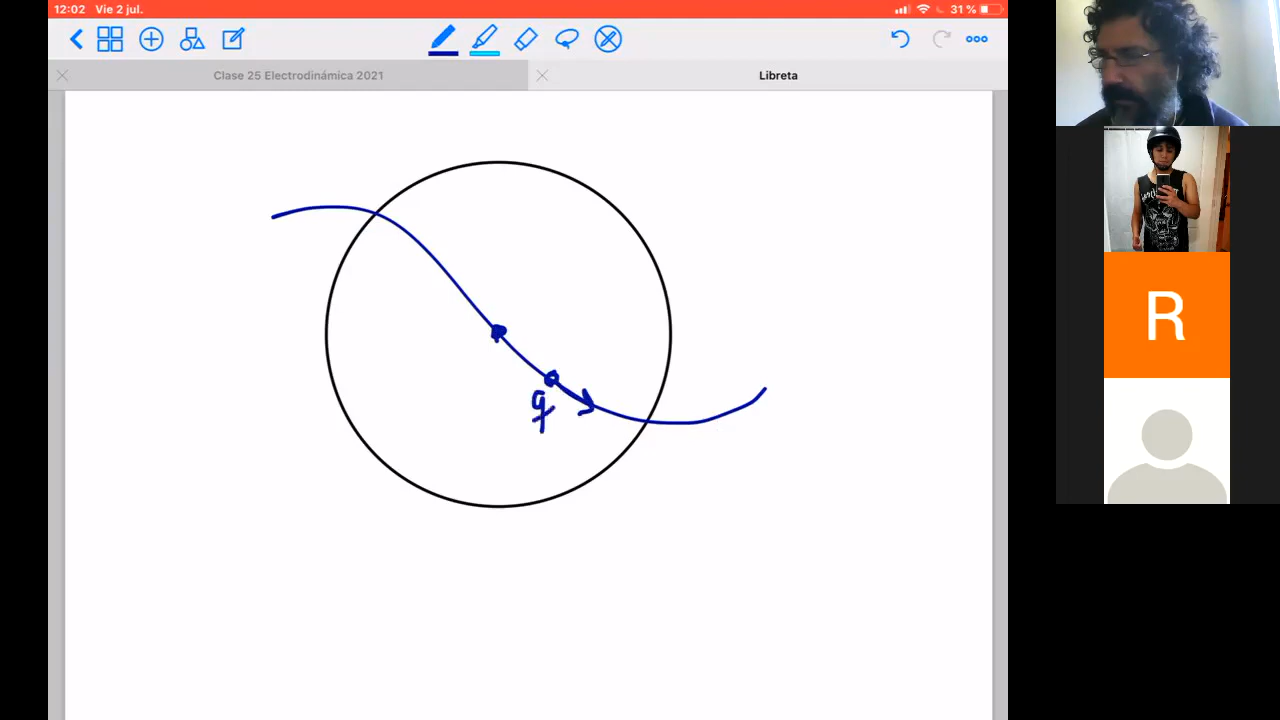 12:02 Vie 2 jul. 31 %
Clase 25 Electrodinámica 2021
Libreta
q
R